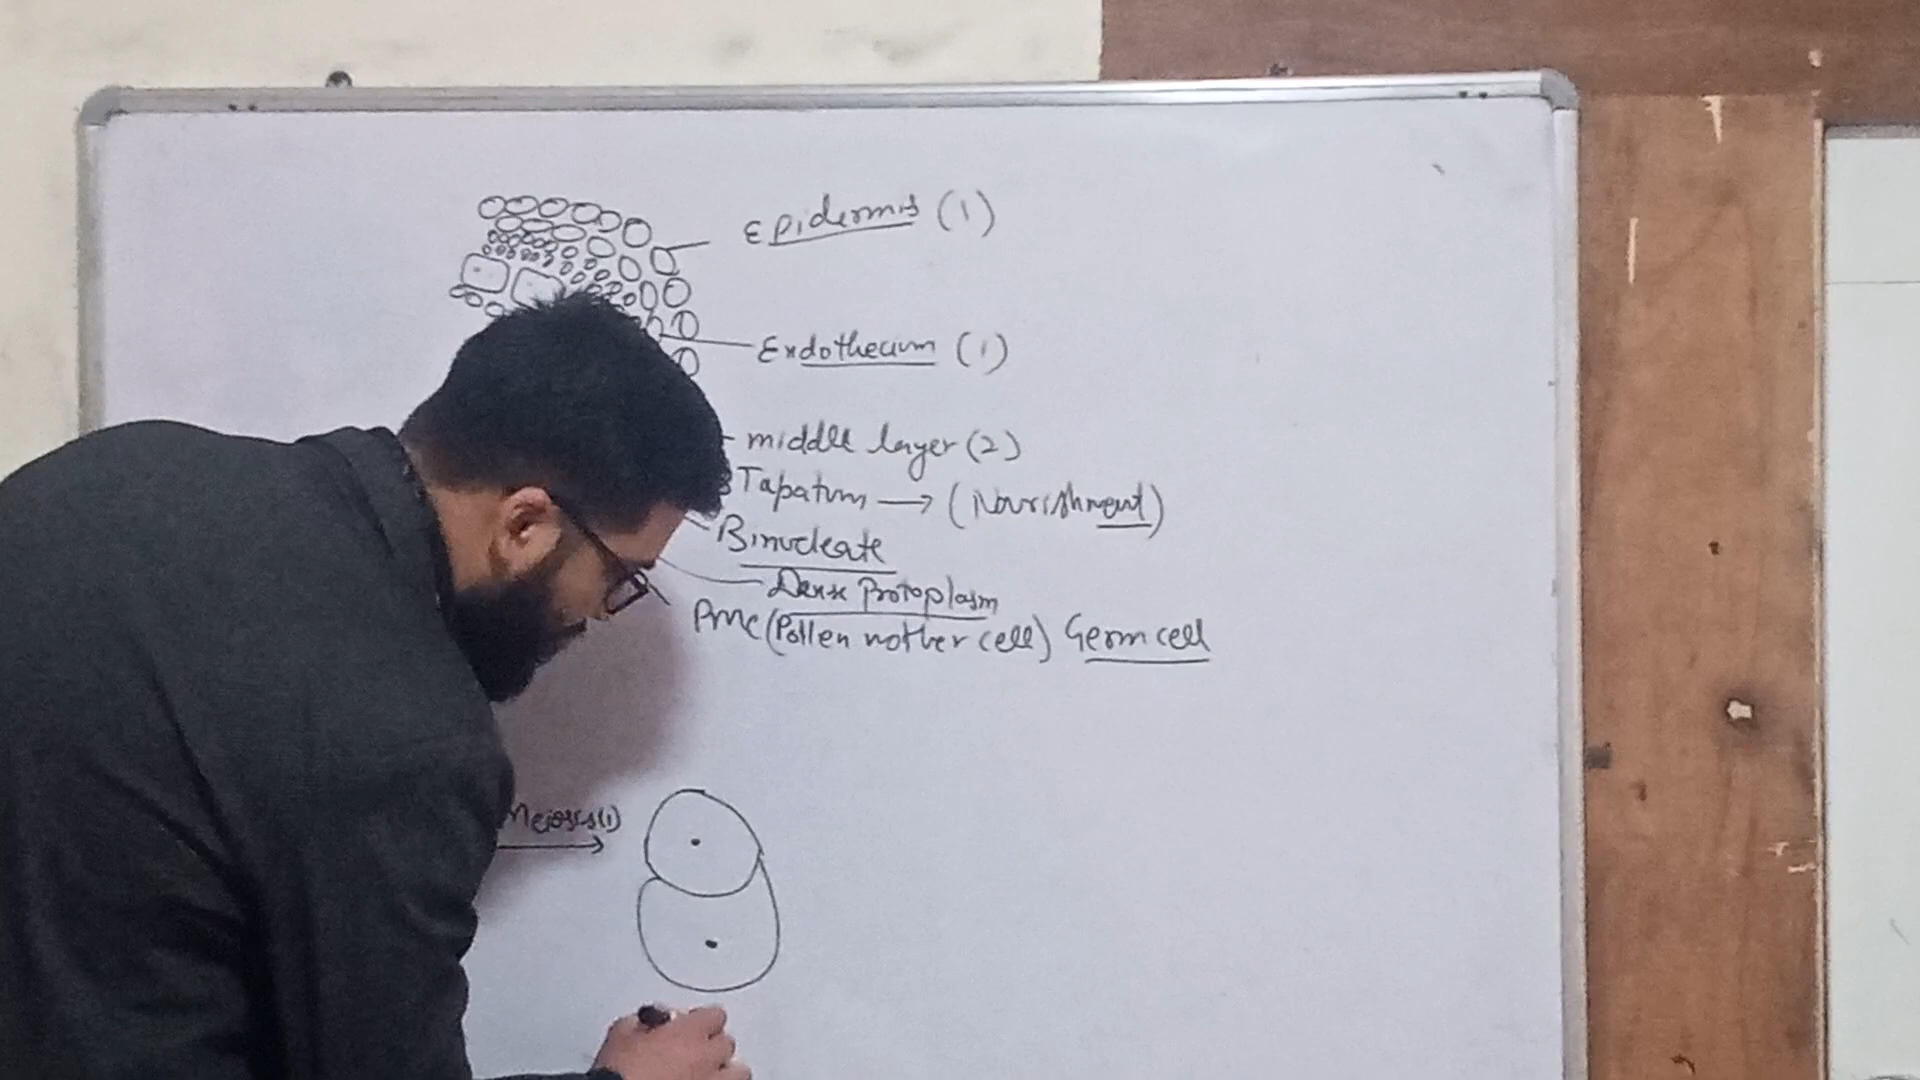 Epidermis (1)
Endothecium (1)
middle layer (2)
Tapatum → (Nourishment)
Binucleate
Dense Protoplasm
PMC (Pollen mother cell) Germ cell
Meiosis(1)